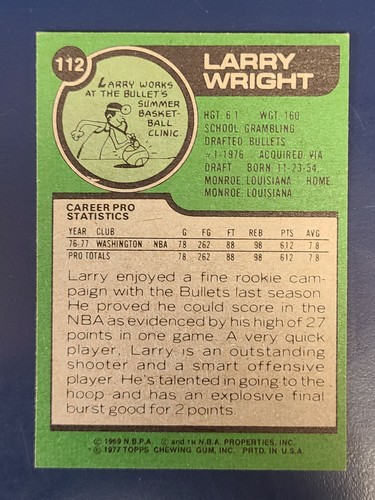 112
LARRY
WRIGHT
LARRY WORKS
AT THE BULLET'S
SUMMER
BASKET-
BALL
CLINIC.
HGT: 6'1 WGT: 160
SCHOOL: GRAMBLING
DRAFTED: BULLETS
#1-1976 ACQUIRED: VIA
DRAFT BORN: 11-23-54,
MONROE, LOUISIANA HOME:
MONROE, LOUISIANA
CAREER PRO
STATISTICS
YEAR CLUB G FG FT REB PTS AVG
76-77 WASHINGTON NBA 78 262 88 98 612 7.8
PRO TOTALS 78 262 88 98 612 7.8
Larry enjoyed a fine rookie cam-
paign with the Bullets last season.
He proved he could score in the
NBA as evidenced by his high of 27
points in one game. A very quick
player, Larry is an outstanding
shooter and a smart offensive
player. He's talented in going to the
hoop and has an explosive final
burst good for 2 points.
© 1969 N.B.P.A. © and TM N.B.A. PROPERTIES, INC.
© 1977 TOPPS CHEWING GUM, INC. PRTD. IN U.S.A.